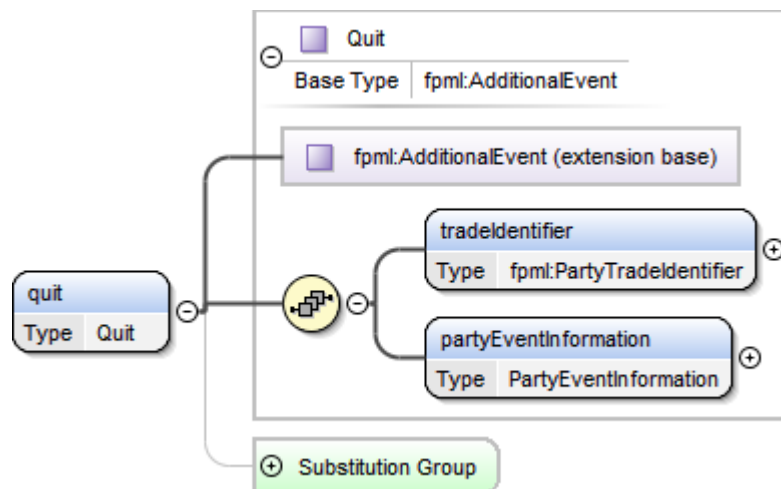 Quit
Base Type fpml:AdditionalEvent
fpml:AdditionalEvent (extension base)
tradeIdentifier
Type fpml:PartyTradeIdentifier
quit
Type Quit
partyEventInformation
Type PartyEventInformation
Substitution Group